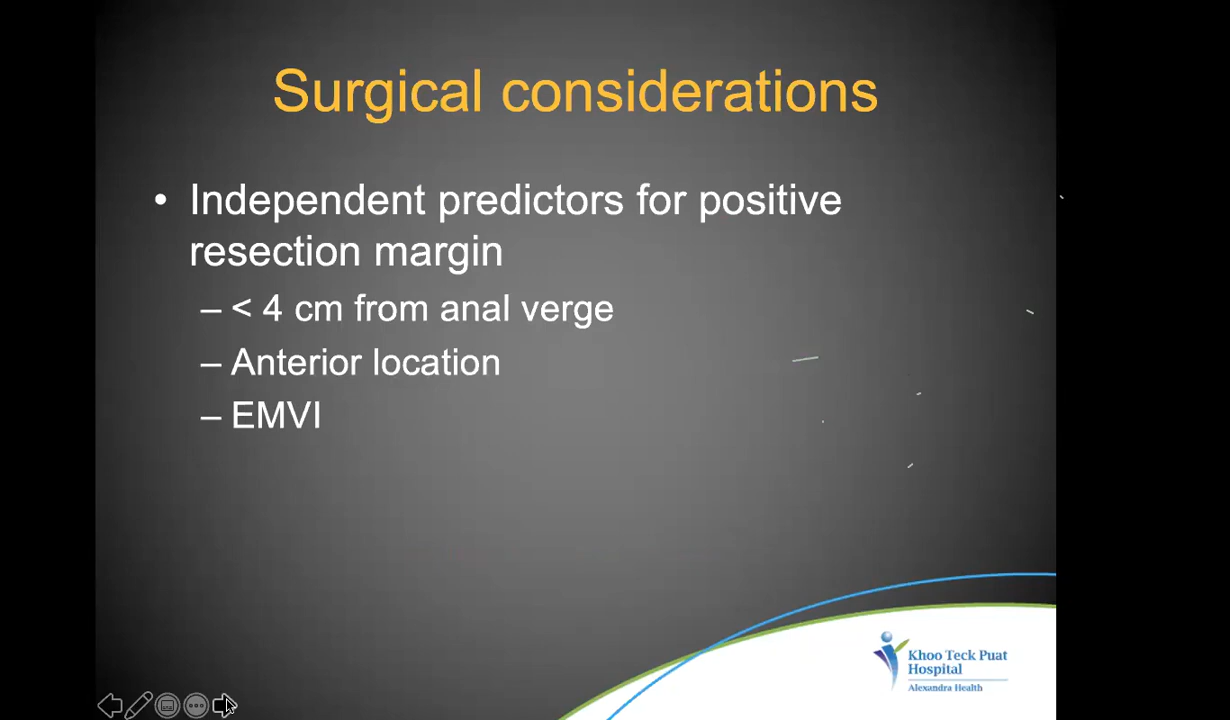 Surgical considerations
• Independent predictors for positive
resection margin
– < 4 cm from anal verge
– Anterior location
– EMVI
Khoo Teck Puat
Hospital
Alexandra Health